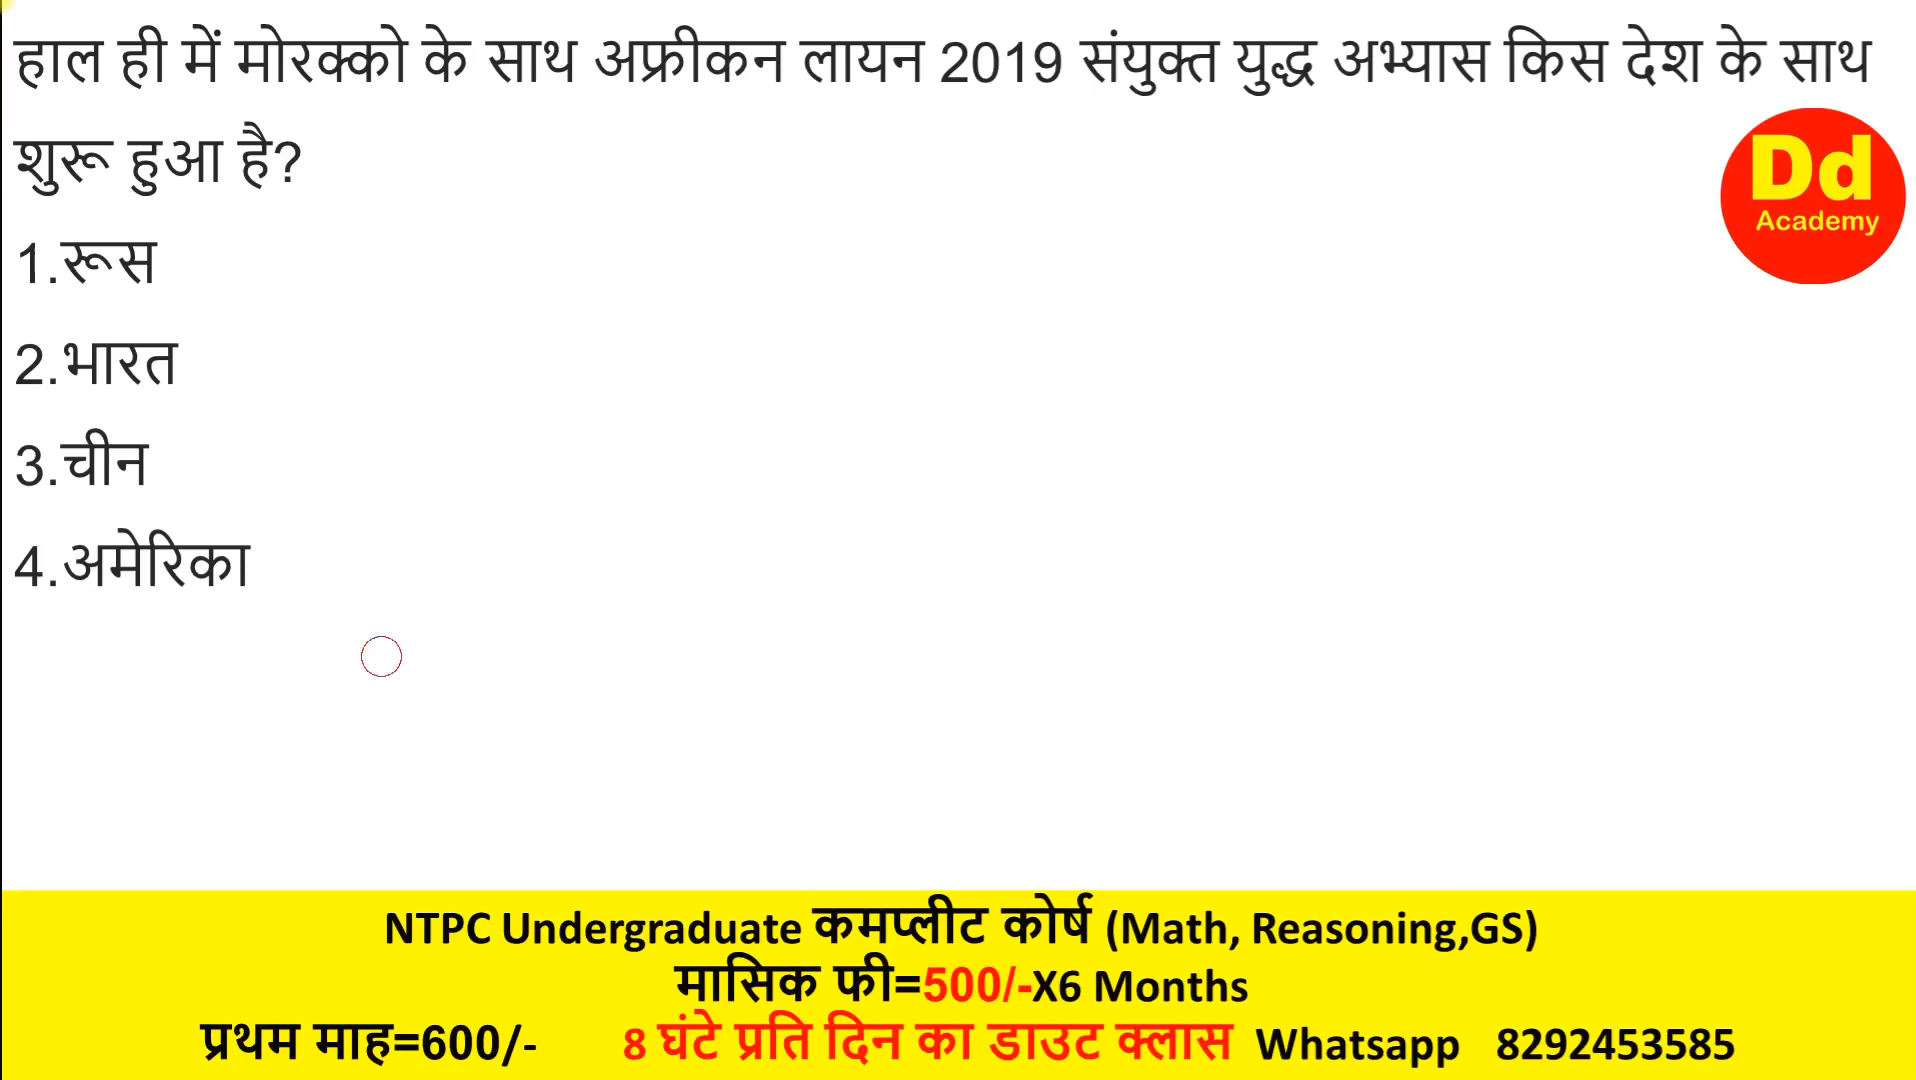 हाल ही में मोरक्को के साथ अफ्रीकन लायन 2019 संयुक्त युद्ध अभ्यास किस देश के साथ
शुरू हुआ है?
Dd
Academy
1.रूस
2.भारत
3.चीन
4.अमेरिका
NTPC Undergraduate कमप्लीट कोर्ष (Math, Reasoning,GS)
मासिक फी=500/-X6 Months
प्रथम माह=600/- 8 घंटे प्रति दिन का डाउट क्लास Whatsapp 8292453585